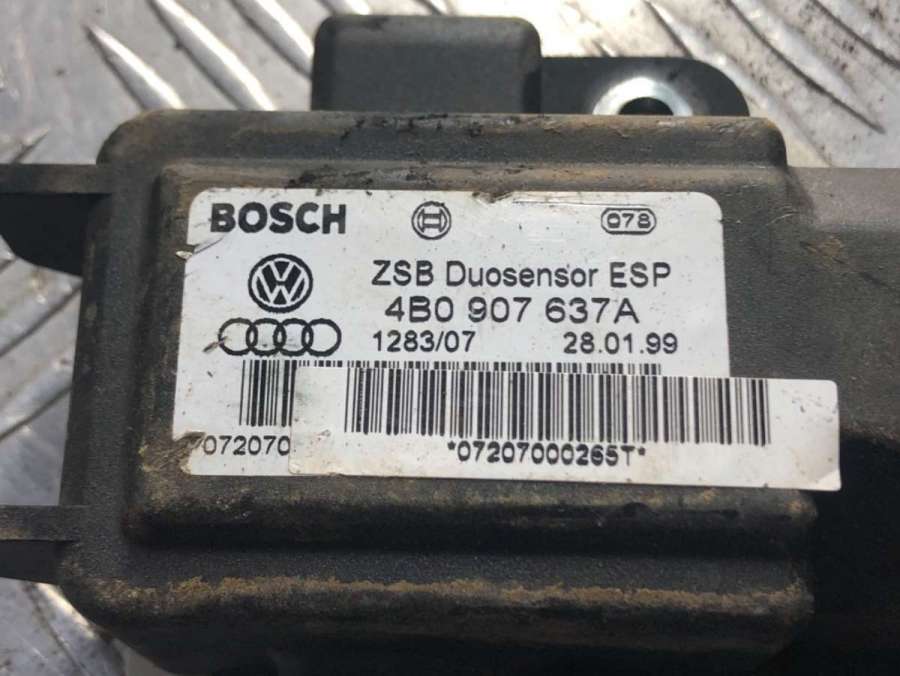 BOSCH
078
ZSB Duosensor ESP
4B0 907 637A
1283/07 28.01.99
072070
*07207000265T*